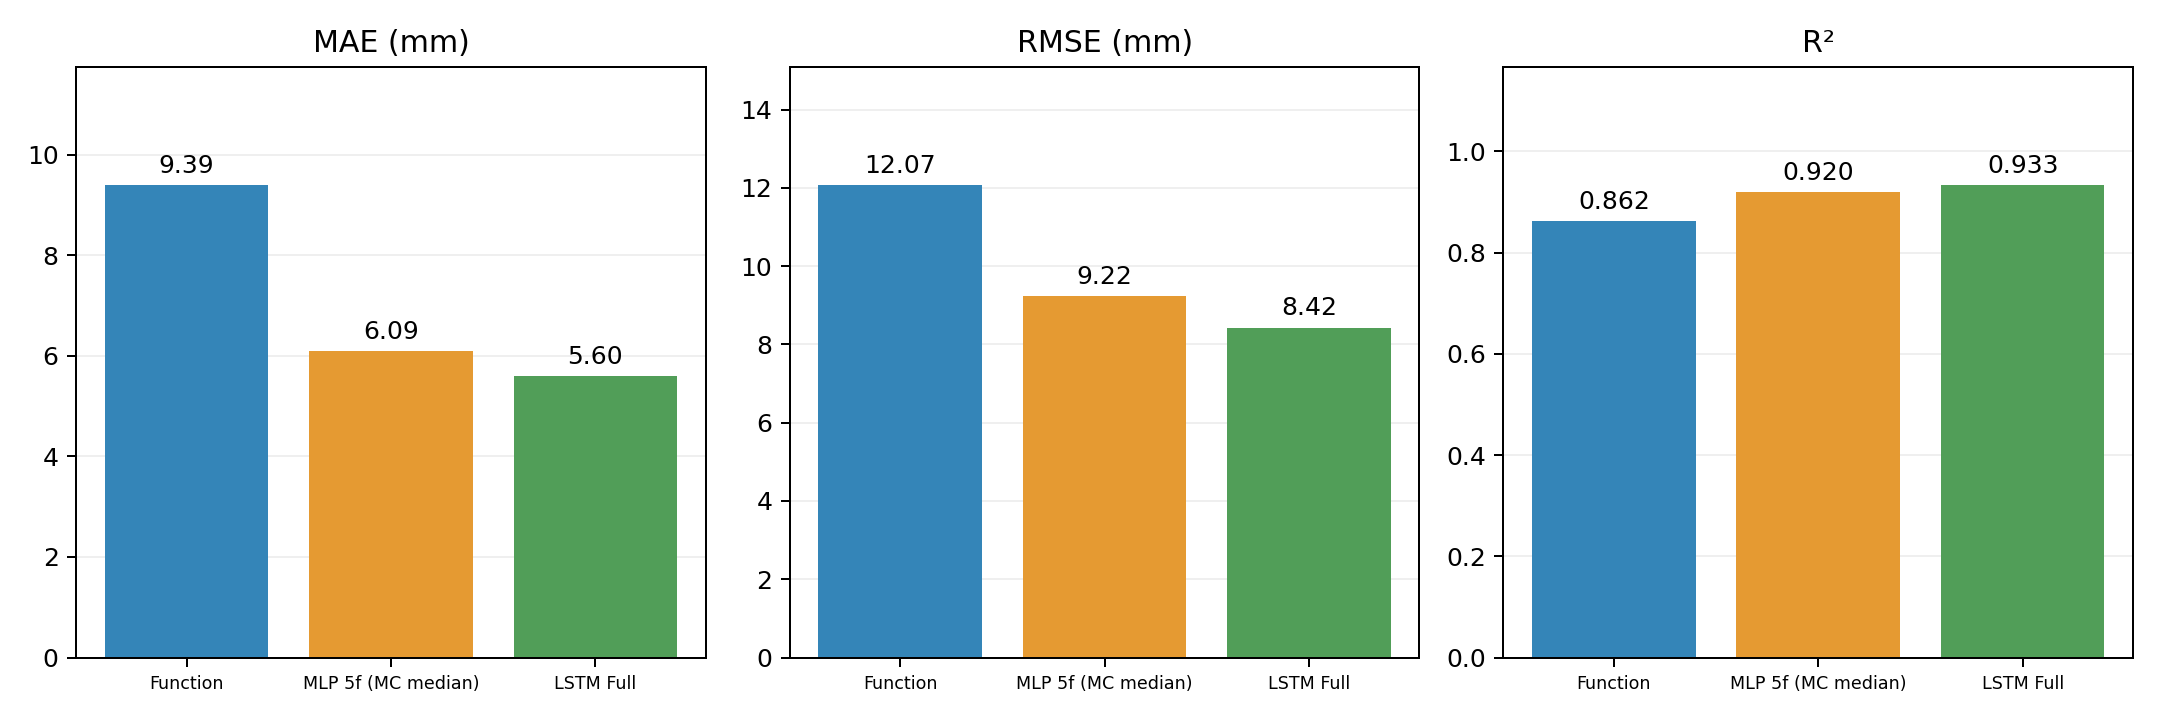 MAE (mm)
10
8
6
4
2
0
9.39
6.09
5.60
Function
MLP 5f (MC median)
LSTM Full
RMSE (mm)
14
12
10
8
6
4
2
0
12.07
9.22
8.42
Function
MLP 5f (MC median)
LSTM Full
R²
1.0
0.8
0.6
0.4
0.2
0.0
0.862
0.920
0.933
Function
MLP 5f (MC median)
LSTM Full